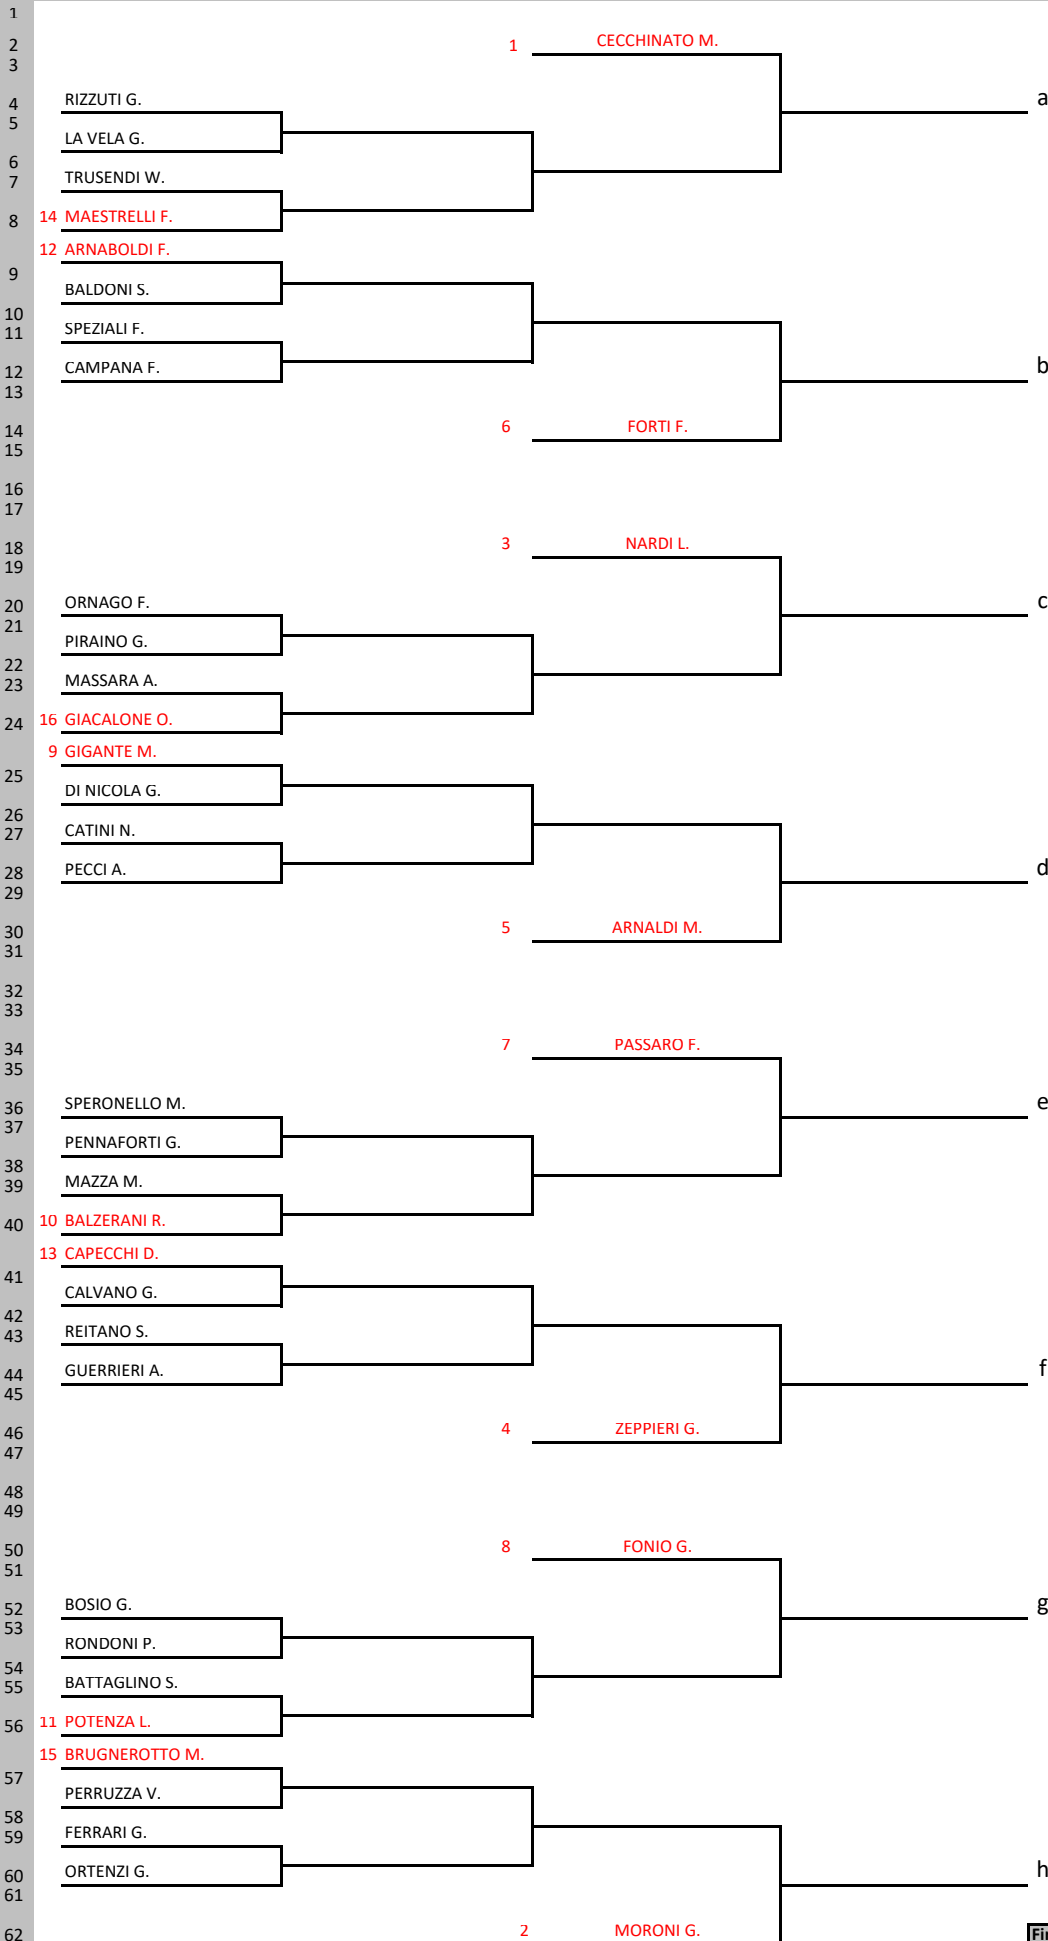 1
2 1 CECCHINATO M.
3
4 RIZZUTI G. a
5
LA VELA G.
6
7 TRUSENDI W.
8 14 MAESTRELLI F.
12 ARNABOLDI F.
9
BALDONI S.
10
11 SPEZIALI F.
12 CAMPANA F. b
13
14 6 FORTI F.
15
16
17
18 3 NARDI L.
19
20 ORNAGO F. c
21
PIRAINO G.
22
23 MASSARA A.
24 16 GIACALONE O.
9 GIGANTE M.
25
DI NICOLA G.
26
27 CATINI N.
28 PECCI A. d
29
30 5 ARNALDI M.
31
32
33
34 7 PASSARO F.
35
36 SPERONELLO M. e
37
PENNAFORTI G.
38
39 MAZZA M.
40 10 BALZERANI R.
13 CAPECCHI D.
41
CALVANO G.
42
43 REITANO S.
44 GUERRIERI A. f
45
46 4 ZEPPIERI G.
47
48
49
50 8 FONIO G.
51
52 BOSIO G. g
53
RONDONI P.
54
55 BATTAGLINO S.
56 11 POTENZA L.
15 BRUGNEROTTO M.
57
PERRUZZA V.
58
59 FERRARI G.
60 ORTENZI G. h
61
62 2 MORONI G.